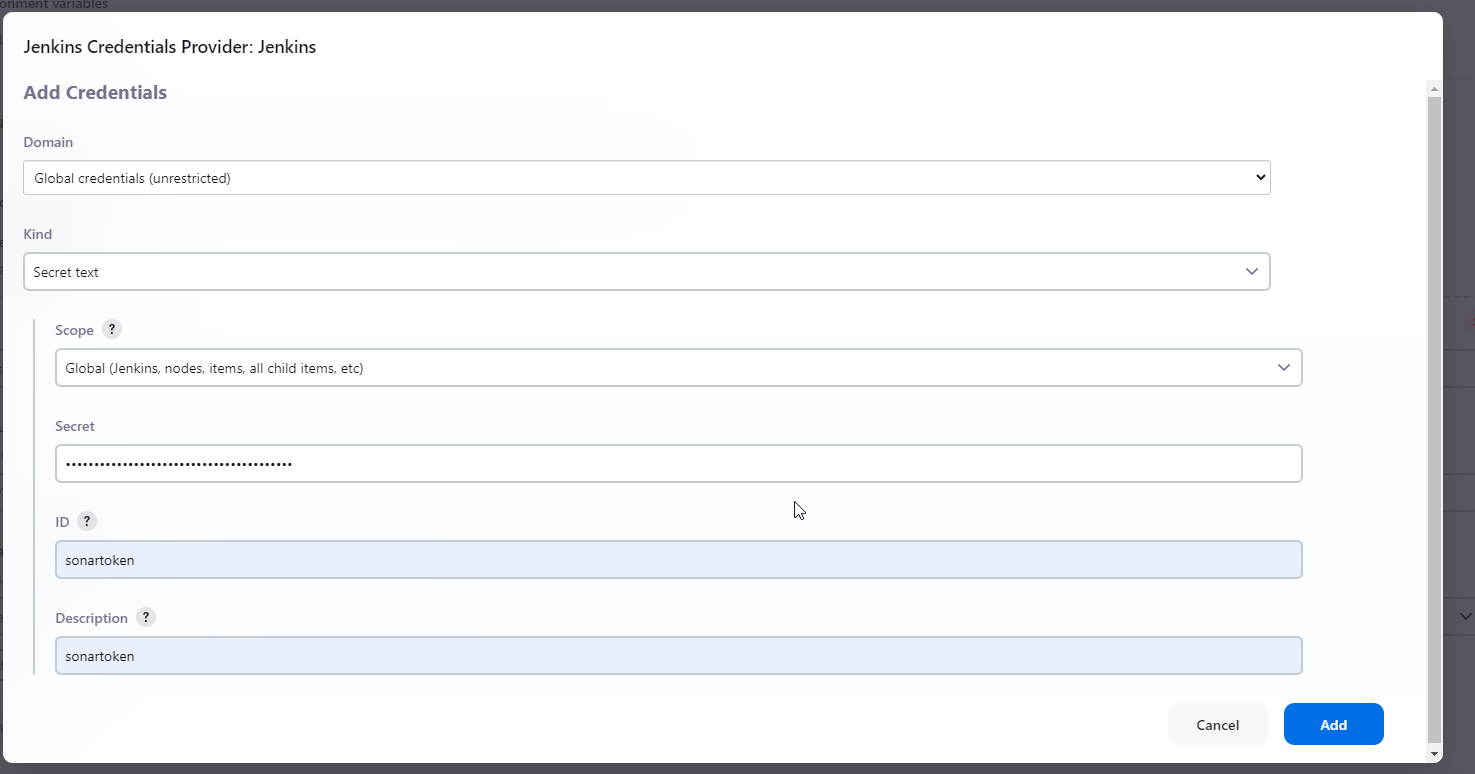 onment variables
Jenkins Credentials Provider: Jenkins
Add Credentials
Domain
Global credentials (unrestricted)
Kind
Secret text
Scope ?
Global (Jenkins, nodes, items, all child items, etc)
Secret
••••••••••••••••••••••••••••••••••••••••
ID ?
sonartoken
Description ?
sonartoken
Cancel
Add